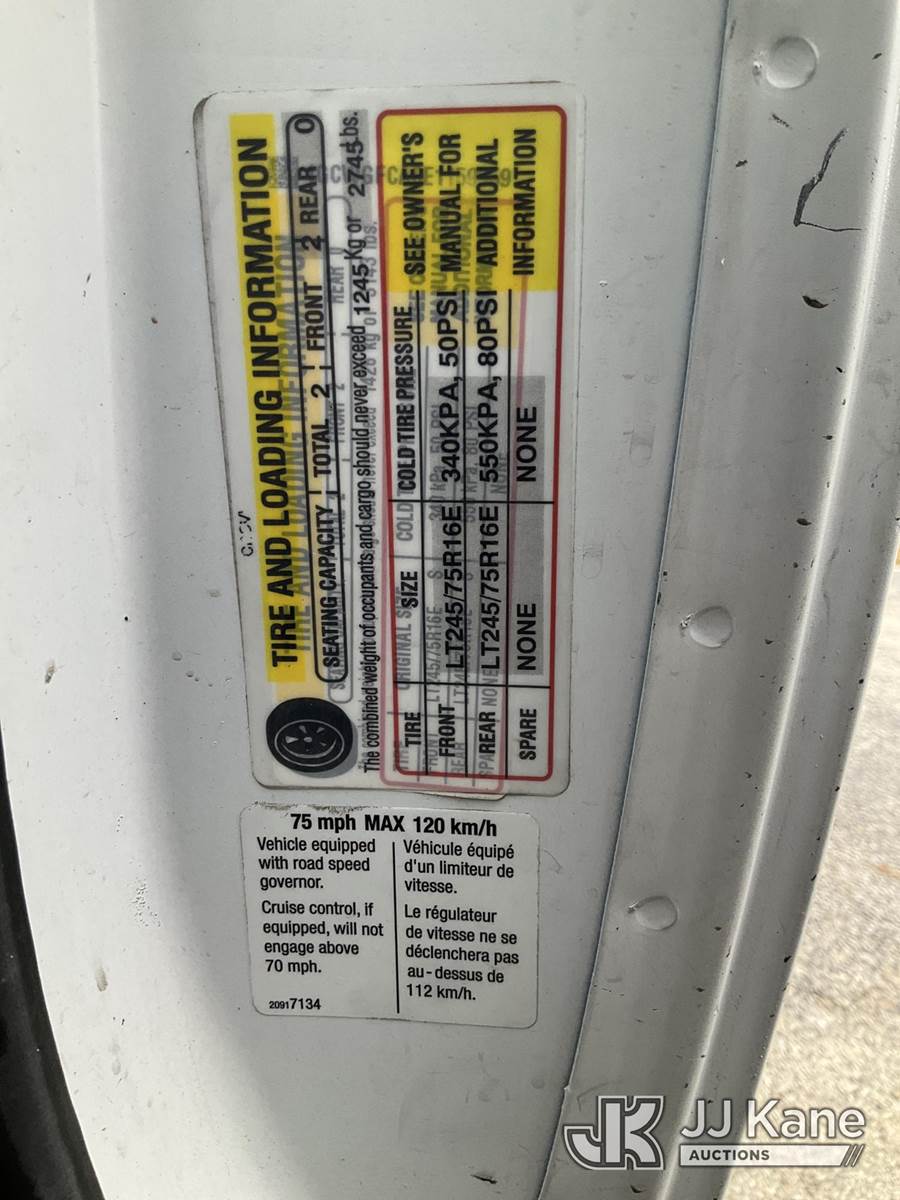 TIRE AND LOADING INFORMATION
SEATING CAPACITY TOTAL 2 FRONT 2 REAR 0
The combined weight of occupants and cargo should never exceed 1245 Kg or 2745 lbs.
TIRE SIZE COLD TIRE PRESSURE SEE OWNER'S
FRONT LT245/75R16E 340KPA, 50PSI MANUAL FOR
REAR LT245/75R16E 550KPA, 80PSI ADDITIONAL
SPARE NONE NONE INFORMATION
75 mph MAX 120 km/h
Vehicle equipped
with road speed
governor.
Cruise control, if
equipped, will not
engage above
70 mph.
20917134
Véhicule équipé
d'un limiteur de
vitesse.
Le régulateur
de vitesse ne se
déclenchera pas
au-dessus de
112 km/h.
JK JJ Kane
AUCTIONS